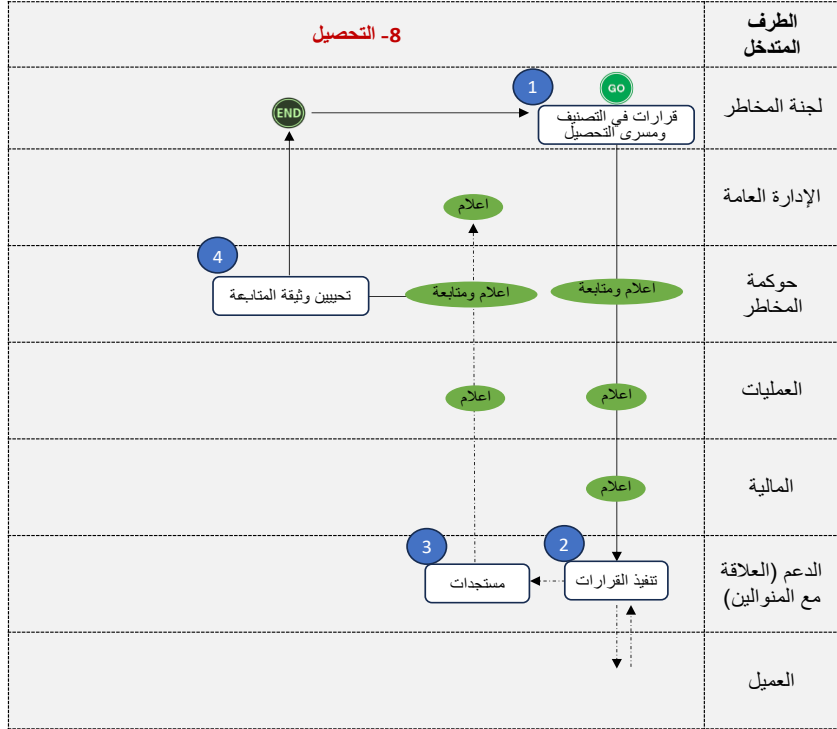 الطرف
المتدخل
8- التحصيل
لجنة المخاطر
GO
1
قرارات في التصنيف
ومسرى التحصيل
END
الإدارة العامة
اعلام
حوكمة
المخاطر
اعلام ومتابعة
اعلام ومتابعة
4
تحيين وثيقة المتابعة
العمليات
اعلام
اعلام
المالية
اعلام
الدعم (العلاقة
مع المنوالين)
2
تنفيذ القرارات
3
مستجدات
العميل